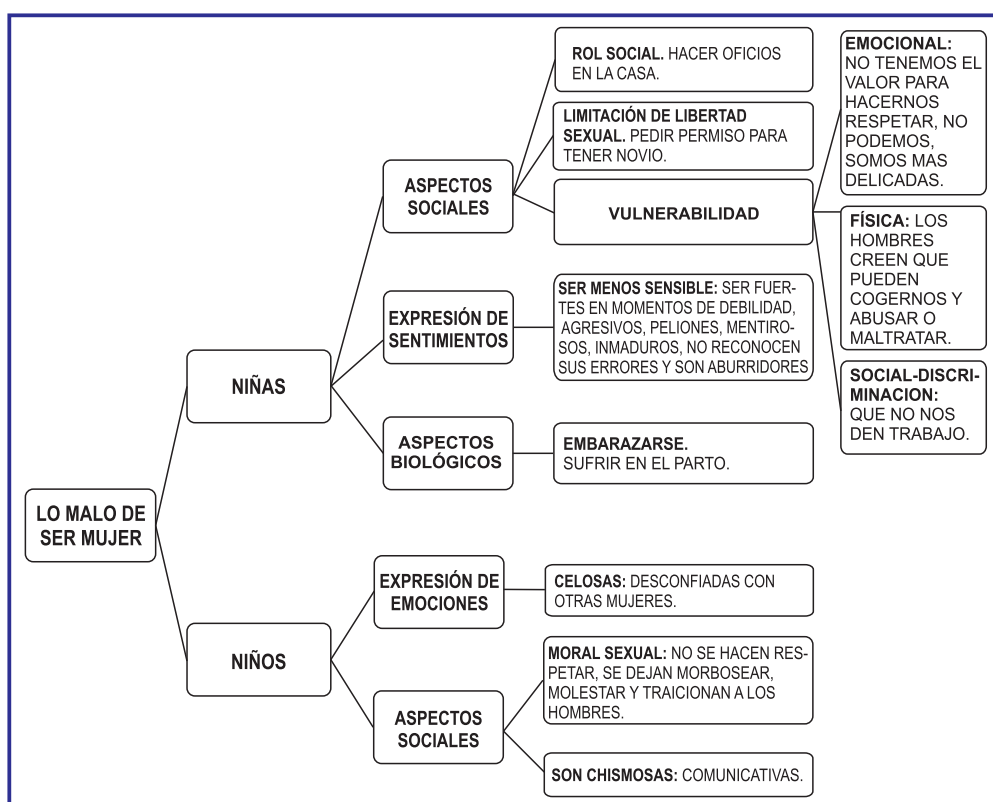 LO MALO DE
SER MUJER
NIÑAS
ASPECTOS
SOCIALES
ROL SOCIAL. HACER OFICIOS
EN LA CASA.
LIMITACIÓN DE LIBERTAD
SEXUAL. PEDIR PERMISO PARA
TENER NOVIO.
VULNERABILIDAD
EMOCIONAL:
NO TENEMOS EL
VALOR PARA
HACERNOS
RESPETAR, NO
PODEMOS,
SOMOS MAS
DELICADAS.
FÍSICA: LOS
HOMBRES
CREEN QUE
PUEDEN
COGERNOS Y
ABUSAR O
MALTRATAR.
SOCIAL-DISCRI-
MINACION:
QUE NO NOS
DEN TRABAJO.
EXPRESIÓN DE
SENTIMIENTOS
SER MENOS SENSIBLE: SER FUER-
TES EN MOMENTOS DE DEBILIDAD,
AGRESIVOS, PELIONES, MENTIRO-
SOS, INMADUROS, NO RECONOCEN
SUS ERRORES Y SON ABURRIDORES
ASPECTOS
BIOLÓGICOS
EMBARAZARSE.
SUFRIR EN EL PARTO.
NIÑOS
EXPRESIÓN DE
EMOCIONES
CELOSAS: DESCONFIADAS CON
OTRAS MUJERES.
ASPECTOS
SOCIALES
MORAL SEXUAL: NO SE HACEN RES-
PETAR, SE DEJAN MORBOSEAR,
MOLESTAR Y TRAICIONAN A LOS
HOMBRES.
SON CHISMOSAS: COMUNICATIVAS.